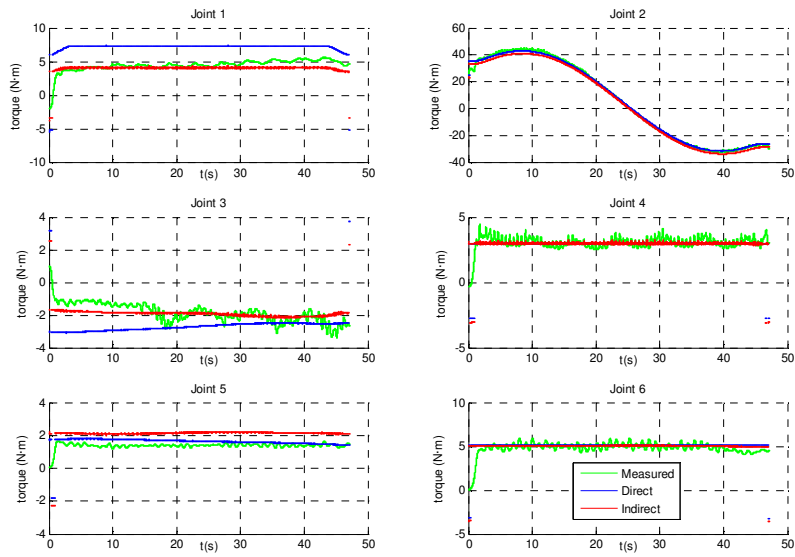 Joint 1
torque (N·m)
10
5
0
-5
-10
0 10 20 30 40 50
t(s)
Joint 2
torque (N·m)
60
40
20
0
-20
-40
0 10 20 30 40 50
t(s)
Joint 3
torque (N·m)
4
2
0
-2
-4
0 10 20 30 40 50
t(s)
Joint 4
torque (N·m)
5
0
-5
0 10 20 30 40 50
t(s)
Joint 5
torque (N·m)
4
2
0
-2
-4
0 10 20 30 40 50
t(s)
Joint 6
torque (N·m)
10
5
0
-5
0 10 20 30 40 50
t(s)
Measured
Direct
Indirect